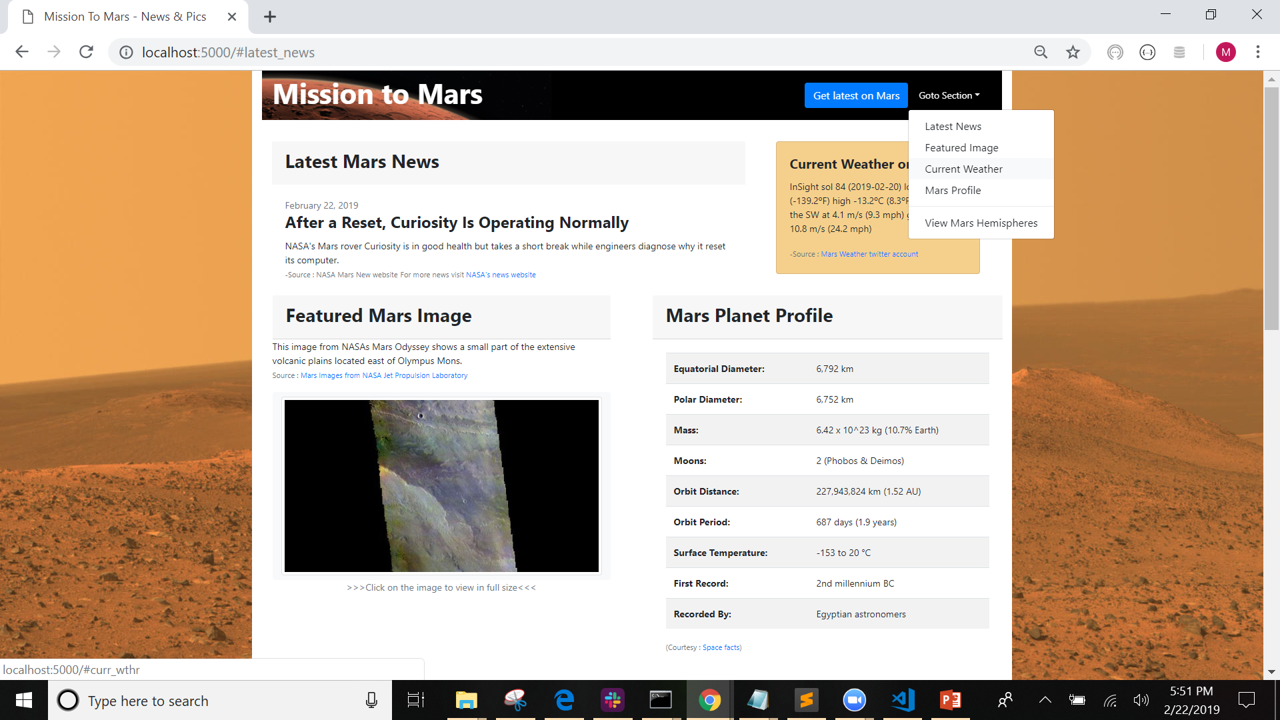 Mission To Mars - News & Pics
localhost:5000/#latest_news
M
Mission to Mars
Get latest on Mars
Goto Section
Latest News
Featured Image
Current Weather
Mars Profile
View Mars Hemispheres
Latest Mars News
February 22, 2019
After a Reset, Curiosity Is Operating Normally
NASA's Mars rover Curiosity is in good health but takes a short break while engineers diagnose why it reset
its computer.
-Source : NASA Mars New website For more news visit NASA's news website
Current Weather
InSight sol 84 (2019-02-20)
(-139.2ºF) high -13.2ºC
the SW at 4.1 m/s (9.3 mph)
10.8 m/s (24.2 mph)
-Source : Mars Weather twitter account
Featured Mars Image
This image from NASAs Mars Odyssey shows a small part of the extensive
volcanic plains located east of Olympus Mons.
Source : Mars Images from NASA Jet Propulsion Laboratory
>>>Click on the image to view in full size<<<
Mars Planet Profile
Equatorial Diameter: 6,792 km
Polar Diameter: 6,752 km
Mass: 6.42 x 10^23 kg (10.7% Earth)
Moons: 2 (Phobos & Deimos)
Orbit Distance: 227,943,824 km (1.52 AU)
Orbit Period: 687 days (1.9 years)
Surface Temperature: -153 to 20 °C
First Record: 2nd millennium BC
Recorded By: Egyptian astronomers
(Courtesy : Space facts)
localhost:5000/#curr_wthr
Type here to search
5:51 PM
2/22/2019